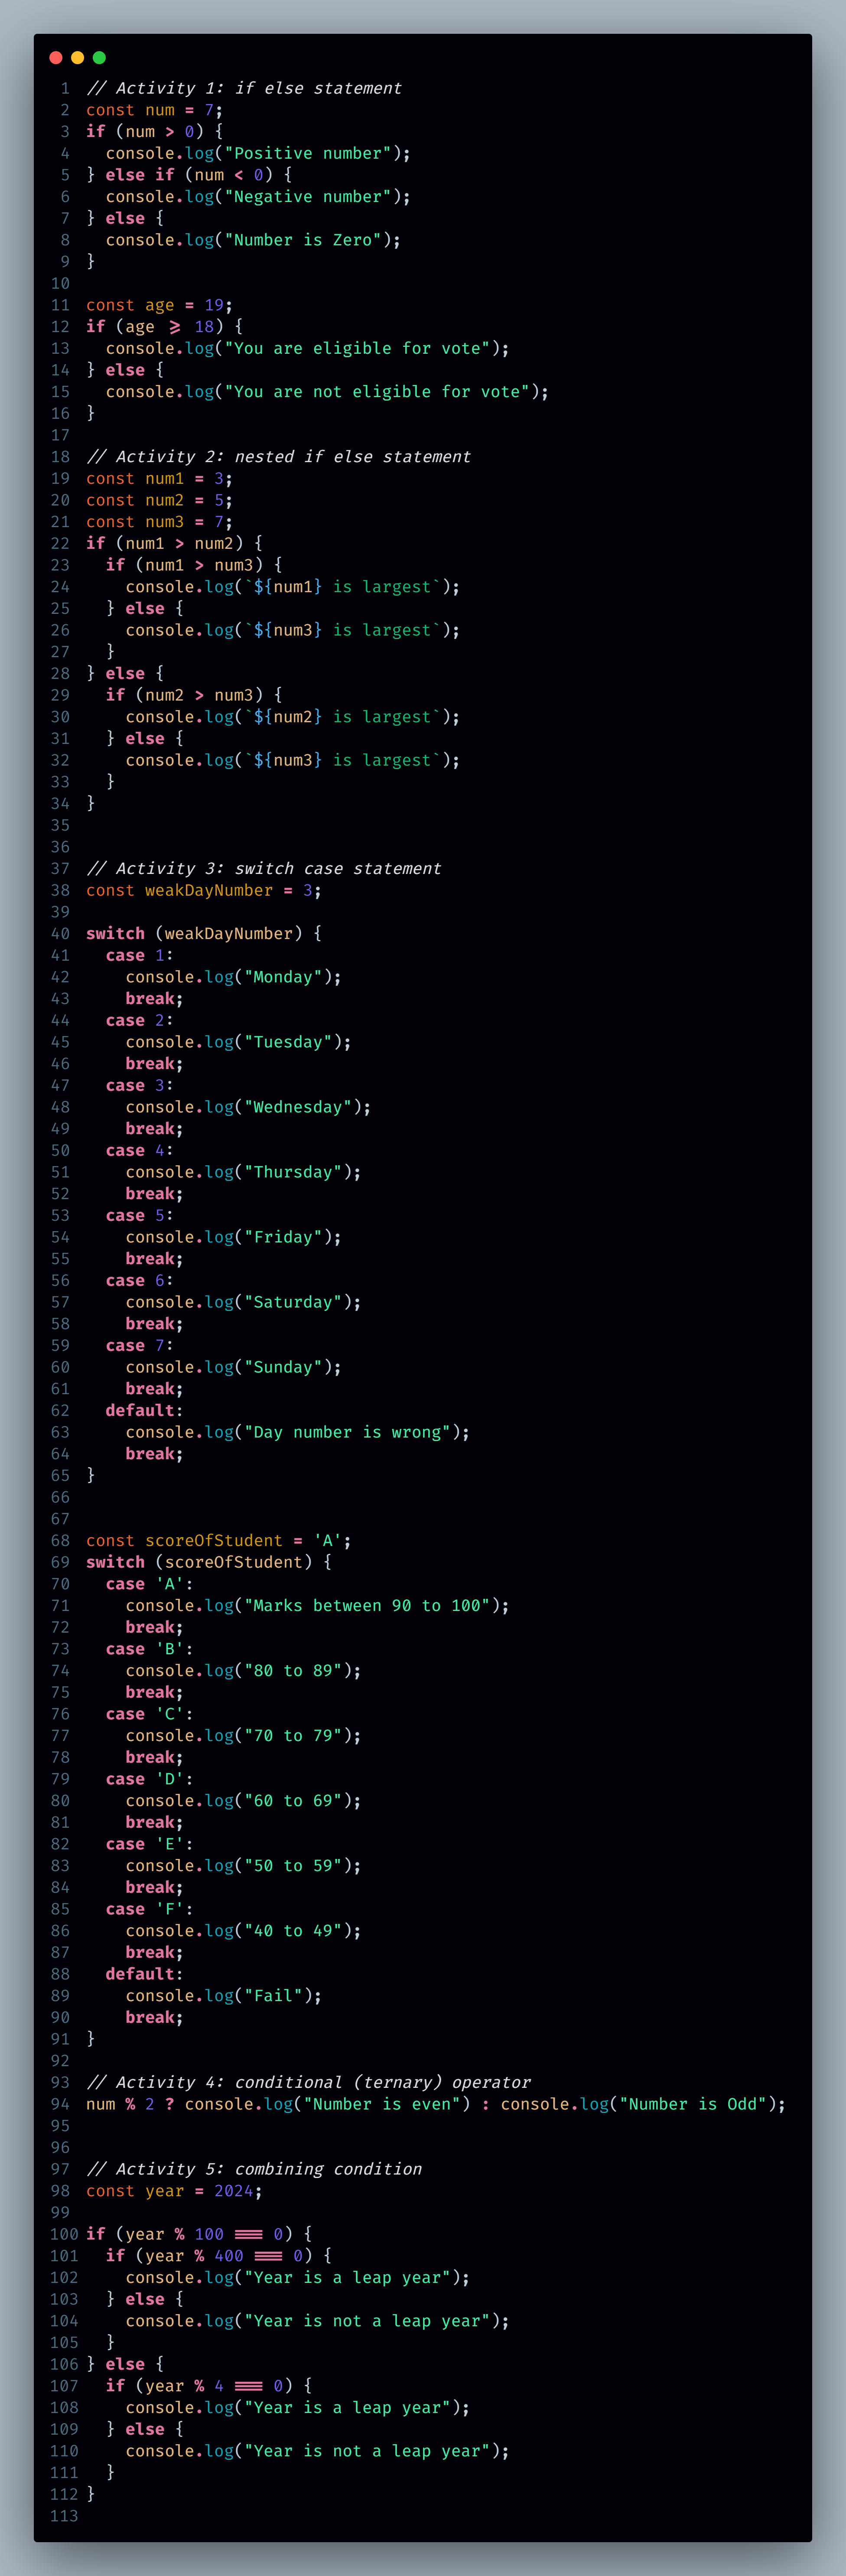 1 // Activity 1: if else statement
2 const num = 7;
3 if (num > 0) {
4   console.log("Positive number");
5 } else if (num < 0) {
6   console.log("Negative number");
7 } else {
8   console.log("Number is Zero");
9 }
10
11 const age = 19;
12 if (age >= 18) {
13   console.log("You are eligible for vote");
14 } else {
15   console.log("You are not eligible for vote");
16 }
17
18 // Activity 2: nested if else statement
19 const num1 = 3;
20 const num2 = 5;
21 const num3 = 7;
22 if (num1 > num2) {
23   if (num1 > num3) {
24     console.log(`${num1} is largest`);
25   } else {
26     console.log(`${num3} is largest`);
27   }
28 } else {
29   if (num2 > num3) {
30     console.log(`${num2} is largest`);
31   } else {
32     console.log(`${num3} is largest`);
33   }
34 }
35
36
37 // Activity 3: switch case statement
38 const weakDayNumber = 3;
39
40 switch (weakDayNumber) {
41   case 1:
42     console.log("Monday");
43     break;
44   case 2:
45     console.log("Tuesday");
46     break;
47   case 3:
48     console.log("Wednesday");
49     break;
50   case 4:
51     console.log("Thursday");
52     break;
53   case 5:
54     console.log("Friday");
55     break;
56   case 6:
57     console.log("Saturday");
58     break;
59   case 7:
60     console.log("Sunday");
61     break;
62   default:
63     console.log("Day number is wrong");
64     break;
65 }
66
67
68 const scoreOfStudent = 'A';
69 switch (scoreOfStudent) {
70   case 'A':
71     console.log("Marks between 90 to 100");
72     break;
73   case 'B':
74     console.log("80 to 89");
75     break;
76   case 'C':
77     console.log("70 to 79");
78     break;
79   case 'D':
80     console.log("60 to 69");
81     break;
82   case 'E':
83     console.log("50 to 59");
84     break;
85   case 'F':
86     console.log("40 to 49");
87     break;
88   default:
89     console.log("Fail");
90     break;
91 }
92
93 // Activity 4: conditional (ternary) operator
94 num % 2 ? console.log("Number is even") : console.log("Number is Odd");
95
96
97 // Activity 5: combining condition
98 const year = 2024;
99
100 if (year % 100 === 0) {
101   if (year % 400 === 0) {
102     console.log("Year is a leap year");
103   } else {
104     console.log("Year is not a leap year");
105   }
106 } else {
107   if (year % 4 === 0) {
108     console.log("Year is a leap year");
109   } else {
110     console.log("Year is not a leap year");
111   }
112 }
113